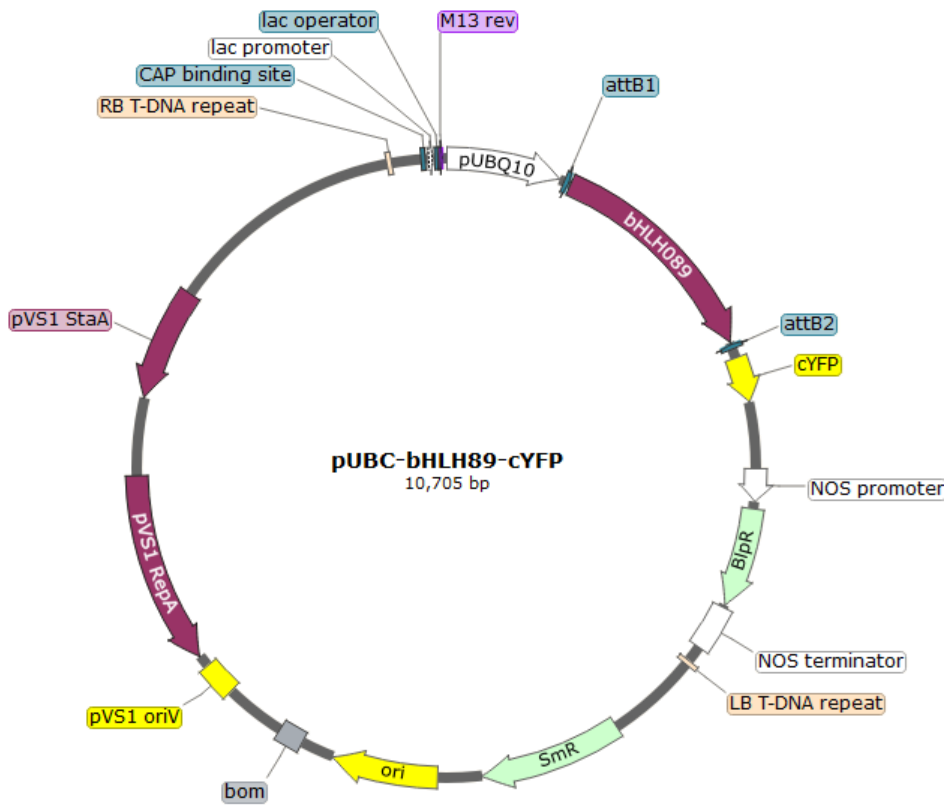 lac operator
M13 rev
lac promoter
CAP binding site
attB1
RB T-DNA repeat
pUBQ10
bHLH089
pVS1 StaA
attB2
cYFP
pUBC-bHLH89-cYFP
10,705 bp
NOS promoter
pVS1 RepA
BlpR
NOS terminator
LB T-DNA repeat
pVS1 oriV
SmR
ori
bom